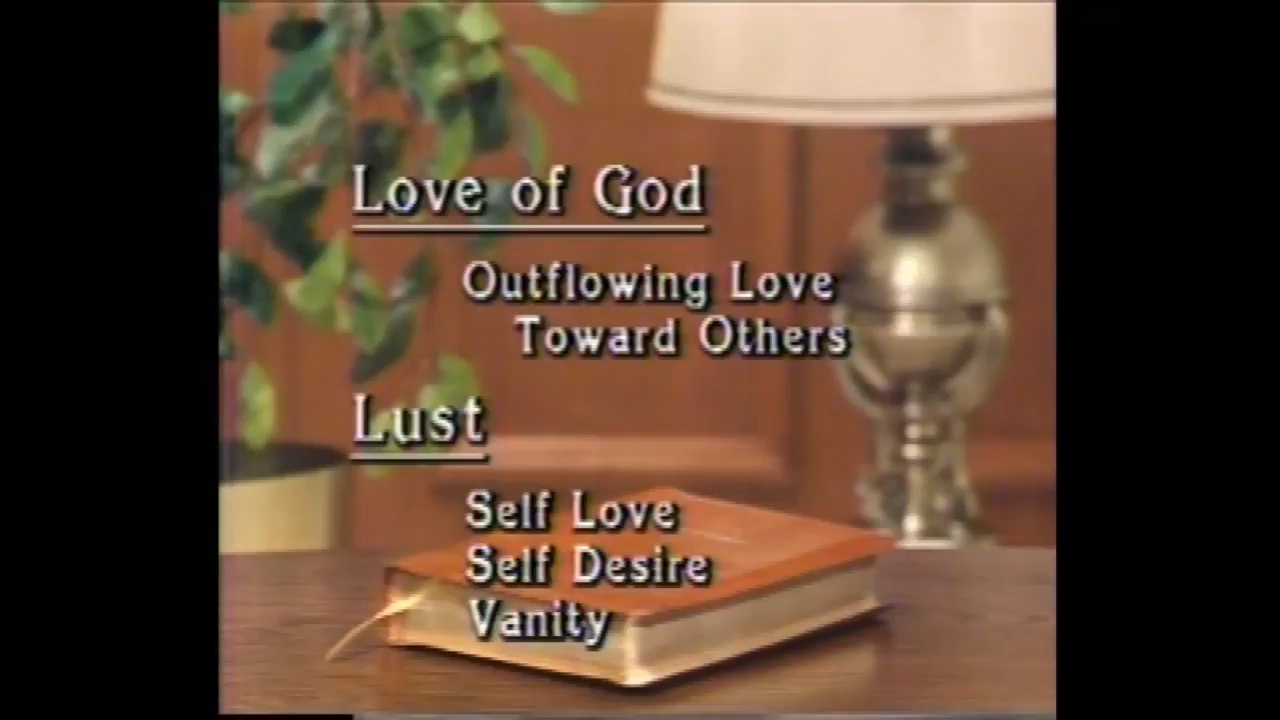 Love of God
Outflowing Love
Toward Others
Lust
Self Love
Self Desire
Vanity